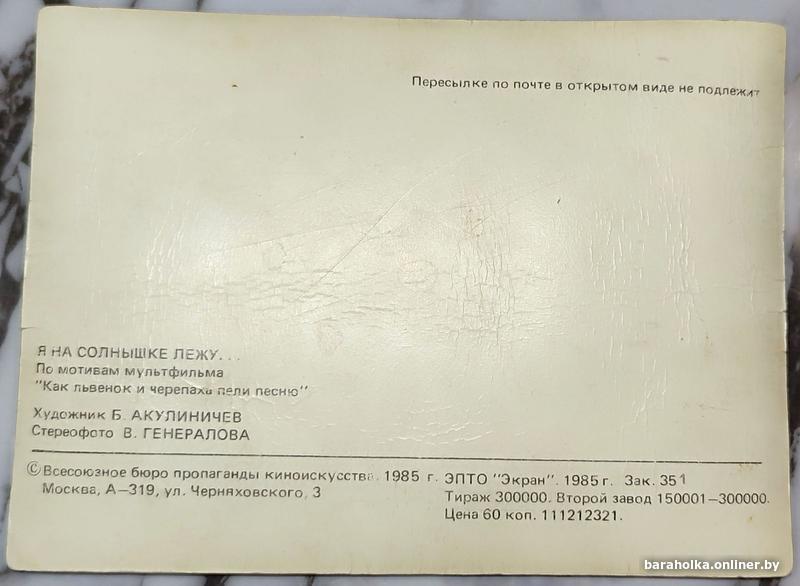 Пересылке по почте в открытом виде не подлежит
Я НА СОЛНЫШКЕ ЛЕЖУ...
По мотивам мультфильма
"Как львенок и черепаха пели песню"
Художник Б. АКУЛИНИЧЕВ
Стереофото В. ГЕНЕРАЛОВА
© Всесоюзное бюро пропаганды киноискусства. 1985 г.
Москва, А—319, ул. Черняховского, 3
ЭПТО "Экран". 1985 г. Зак. 351
Тираж 300000. Второй завод 150001—300000.
Цена 60 коп. 111212321.
baraholka.onliner.by